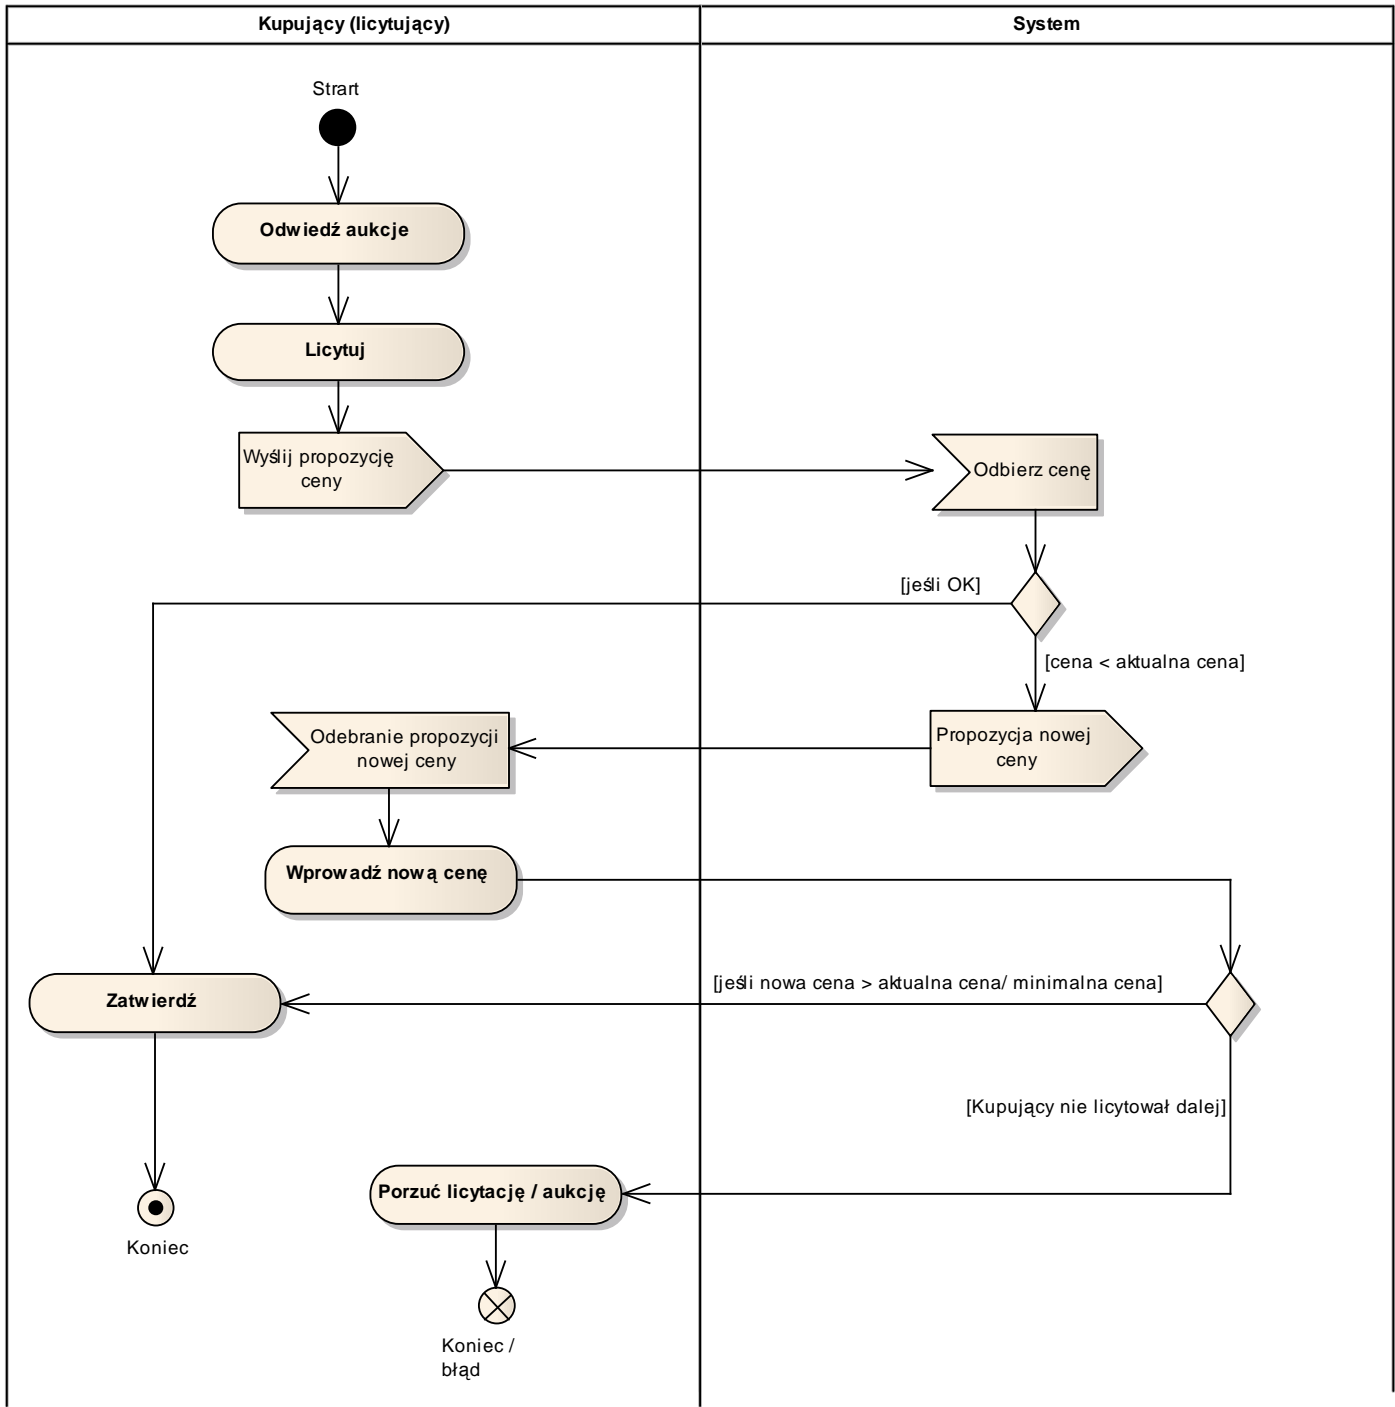 Kupujący (licytujący)
System
Strart
Odwiedź aukcje
Licytuj
Wyślij propozycję
ceny
Odbierz cenę
[jeśli OK]
[cena < aktualna cena]
Odebranie propozycji
nowej ceny
Propozycja nowej
ceny
Wprowadź nową cenę
[jeśli nowa cena > aktualna cena/ minimalna cena]
Zatwierdź
[Kupujący nie licytował dalej]
Porzuć licytację / aukcję
Koniec
Koniec /
błąd